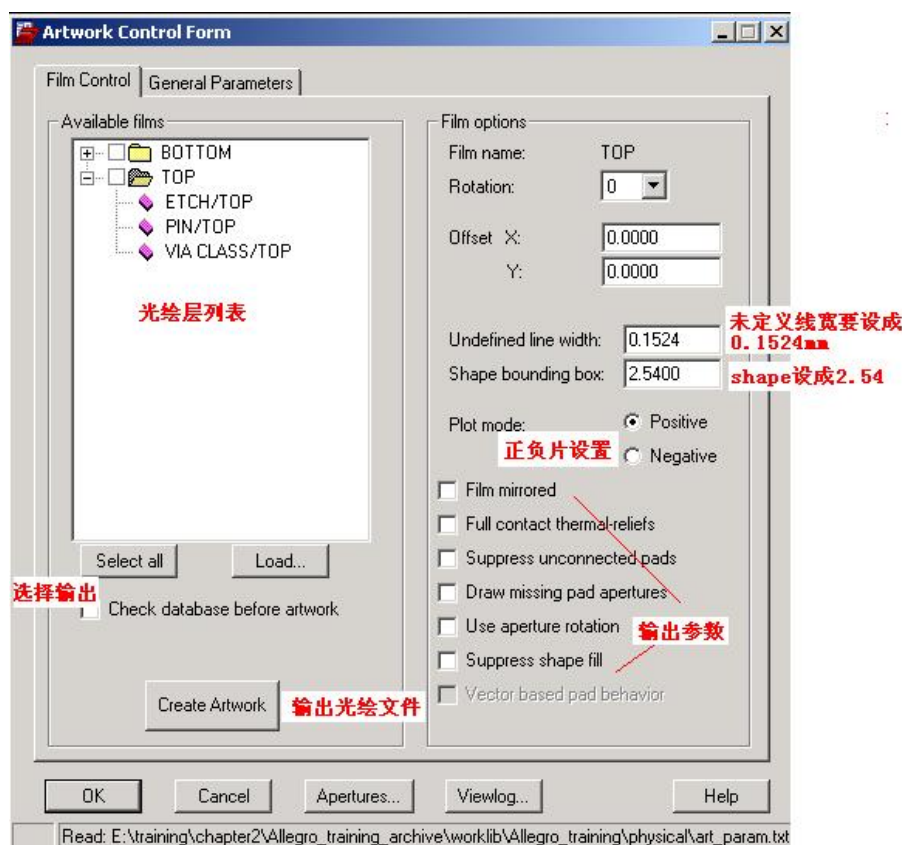 Artwork Control Form
Film Control
General Parameters
Available films
BOTTOM
TOP
ETCH/TOP
PIN/TOP
VIA CLASS/TOP
光绘层列表
Select all
Load...
选择输出
Check database before artwork
Create Artwork
输出光绘文件
Film options
Film name: TOP
Rotation: 0
Offset X: 0.0000
Y: 0.0000
Undefined line width: 0.1524
未定义线宽要设成
0.1524mm
Shape bounding box: 2.5400
shape设成2.54
Plot mode: Positive
正负片设置
Negative
Film mirrored
Full contact thermal-reliefs
Suppress unconnected pads
Draw missing pad apertures
Use aperture rotation
输出参数
Suppress shape fill
Vector based pad behavior
OK
Cancel
Apertures...
Viewlog...
Help
Read: E:\training\chapter2\Allegro_training_archive\worklib\Allegro_training\physical\art_param.txt